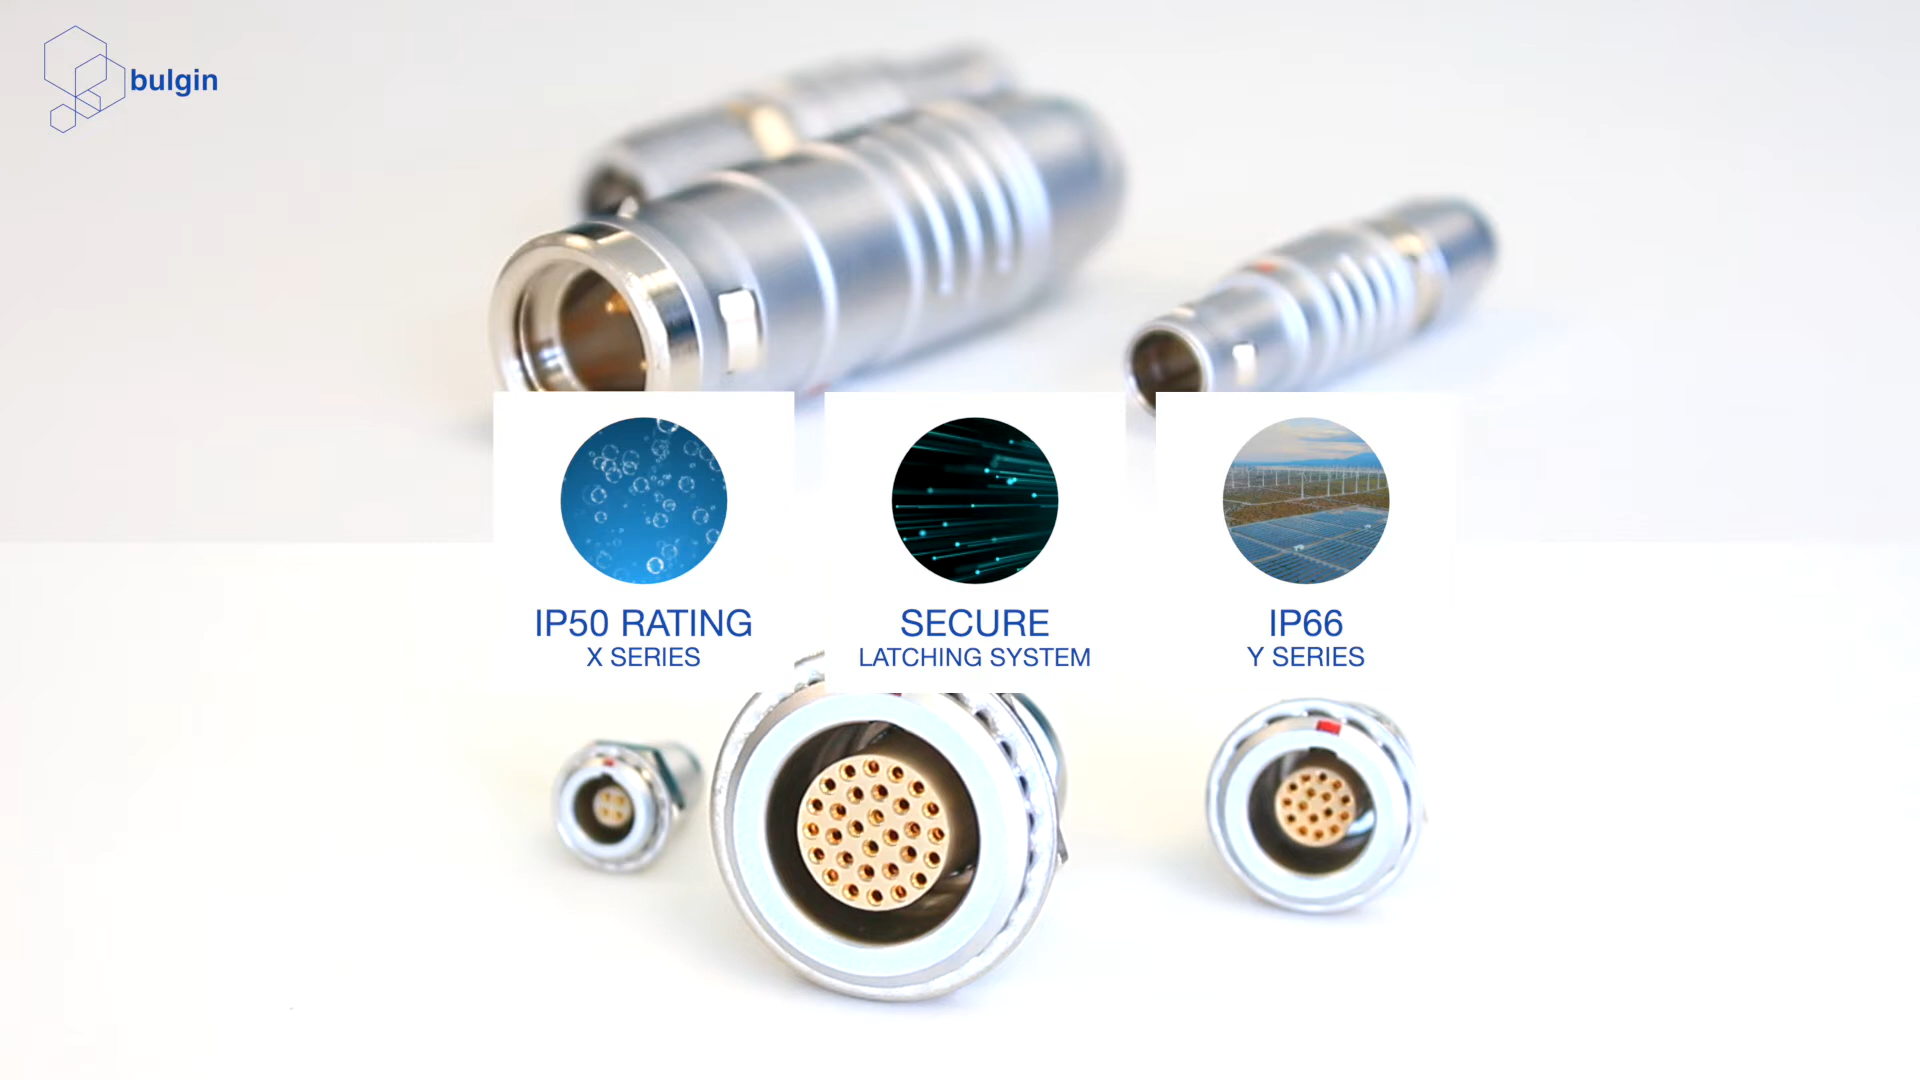 bulgin
IP50 RATING
X SERIES
SECURE
LATCHING SYSTEM
IP66
Y SERIES